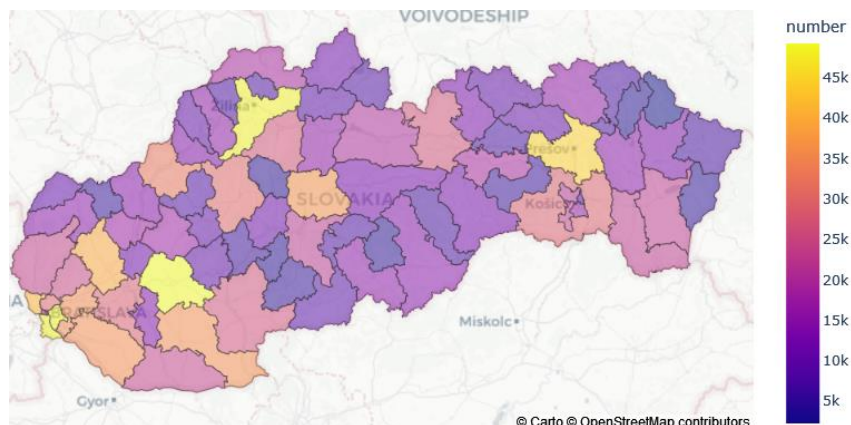 VOIVODESHIP
number
45k
40k
35k
30k
25k
20k
15k
10k
5k
Žilina
Prešov
SLOVAKIA
Košice
BRATISLAVA
A
Miskolc
Gyor
© Carto © OpenStreetMap contributors